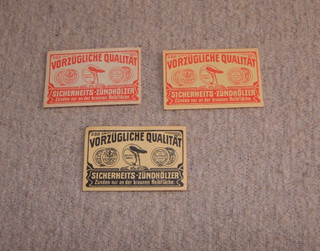 VORZÜGLICHE QUALITÄT
SICHERHEITS-ZÜNDHÖLZER
Zünden nur an der braunen Reibfläche.
VORZÜGLICHE QUALITÄT
SICHERHEITS-ZÜNDHÖLZER
Zünden nur an der braunen Reibfläche.
VORZÜGLICHE QUALITÄT
SICHERHEITS-ZÜNDHÖLZER
Zünden nur an der braunen Reibfläche.